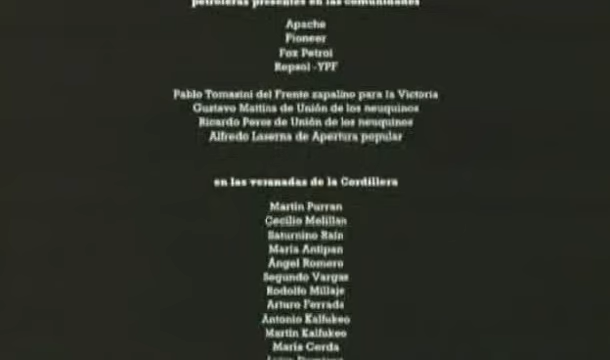 petroleras presentes en las comunidades
Apache
Pioneer
Fox Petrol
Repsol -YPF
Pablo Tomasini del Frente zapalino para la Victoria
Gustavo Mattins de Unión de los neuquinos
Ricardo Peros de Unión de los neuquinos
Alfredo Laserna de Apertura popular
en las veranadas de la Cordillera
Martin Purran
Cecilio Melillan
Saturnino Rain
María Antipan
Ángel Romero
Segundo Vargas
Rodolfo Millaje
Arturo Ferrada
Antonio Kalfukeo
Martin Kalfukeo
María Cerda